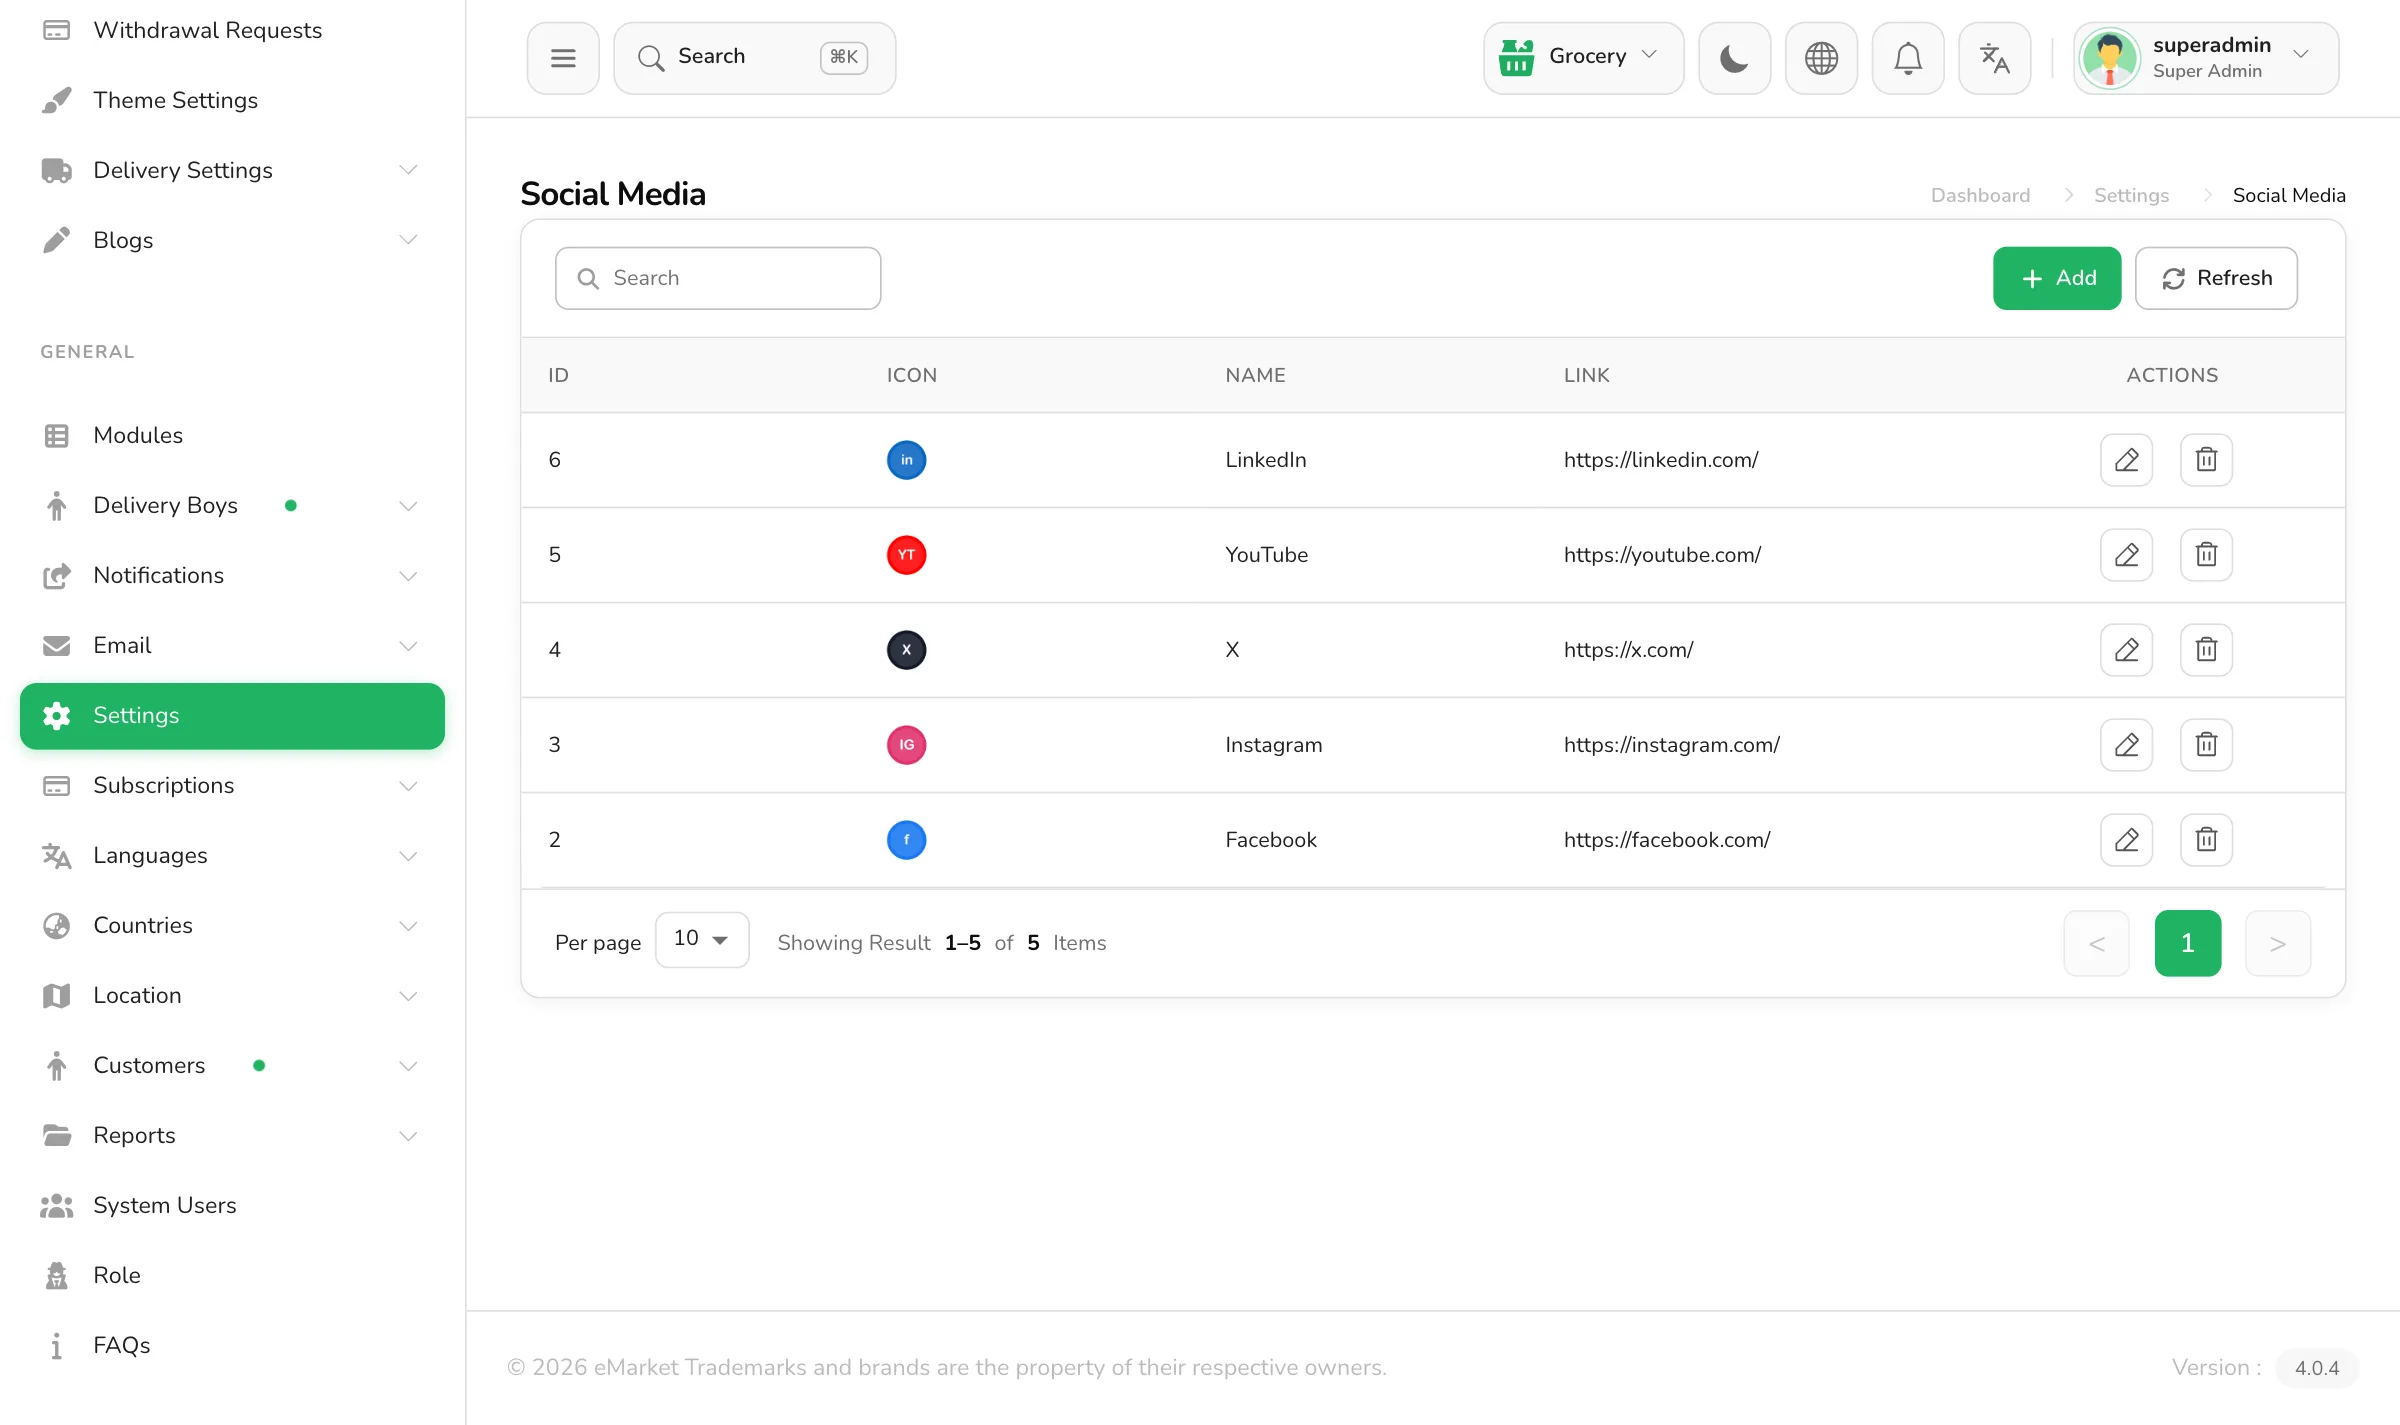 Withdrawal Requests
Theme Settings
Delivery Settings
Blogs
GENERAL
Modules
Delivery Boys
Notifications
Email
Settings
Subscriptions
Languages
Countries
Location
Customers
Reports
System Users
Role
FAQs
Search ⌘K
Grocery
superadmin
Super Admin
Social Media
Dashboard > Settings > Social Media
Search
Add
Refresh
ID ICON NAME LINK ACTIONS
6 in LinkedIn https://linkedin.com/
5 YT YouTube https://youtube.com/
4 X X https://x.com/
3 IG Instagram https://instagram.com/
2 f Facebook https://facebook.com/
Per page 10 Showing Result 1–5 of 5 Items
< 1 >
© 2026 eMarket Trademarks and brands are the property of their respective owners.
Version : 4.0.4